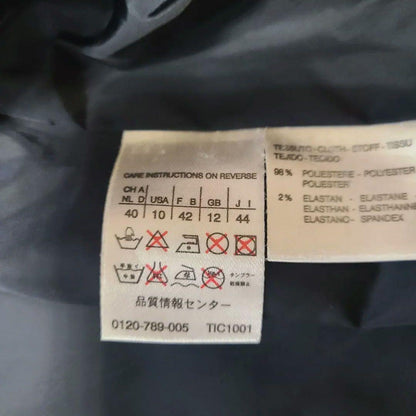 CARE INSTRUCTIONS ON REVERSE
CH A
NL D USA F B GB J I
40 10 42 12 44
品質情報センター
0120-789-005 TIC1001
TESSUTO-CLOTH-STOFF-TISSU
TEJIDO-TECIDO
98% POLIESTERE - POLYESTER
POLIESTER
2% ELASTAN - ELASTANE
ELASTHAN - ELASTHANNE
ELASTANO - SPANDEX